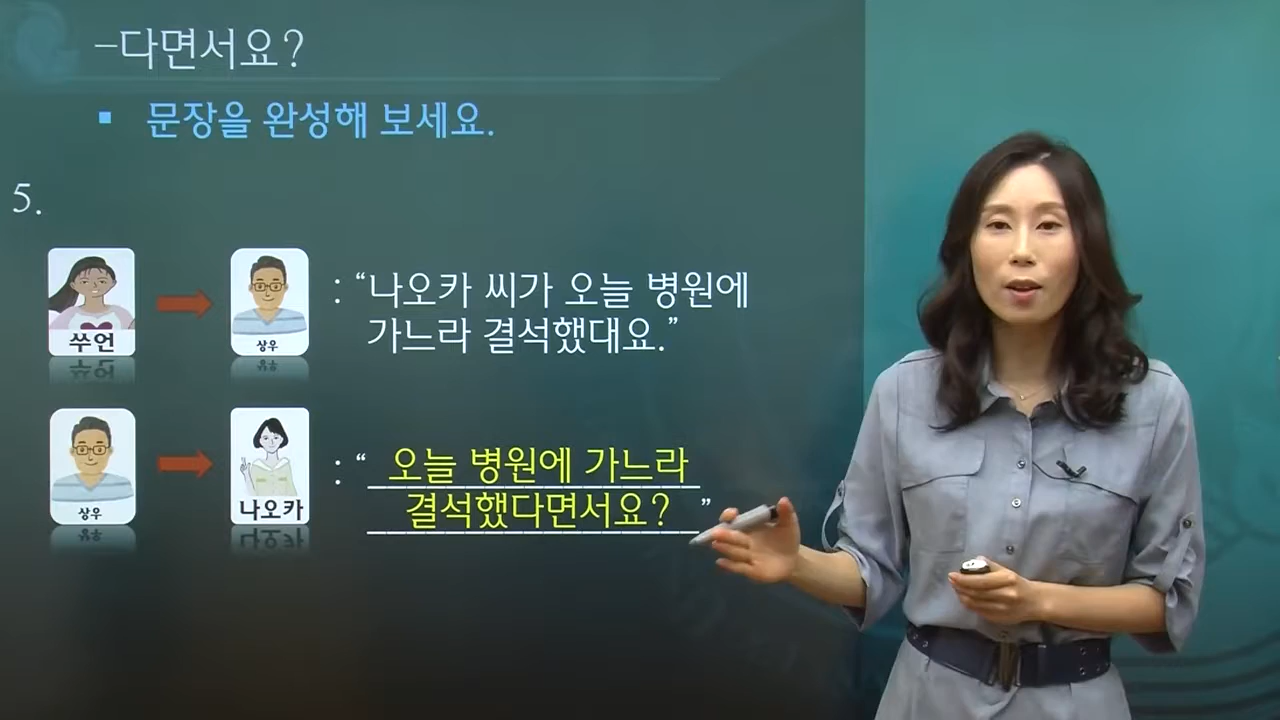 -다면서요?
▪ 문장을 완성해 보세요.
5.
쑤언
상우
: “나오카 씨가 오늘 병원에
가느라 결석했대요.”
상우
나오카
: “ 오늘 병원에 가느라
결석했다면서요? ”